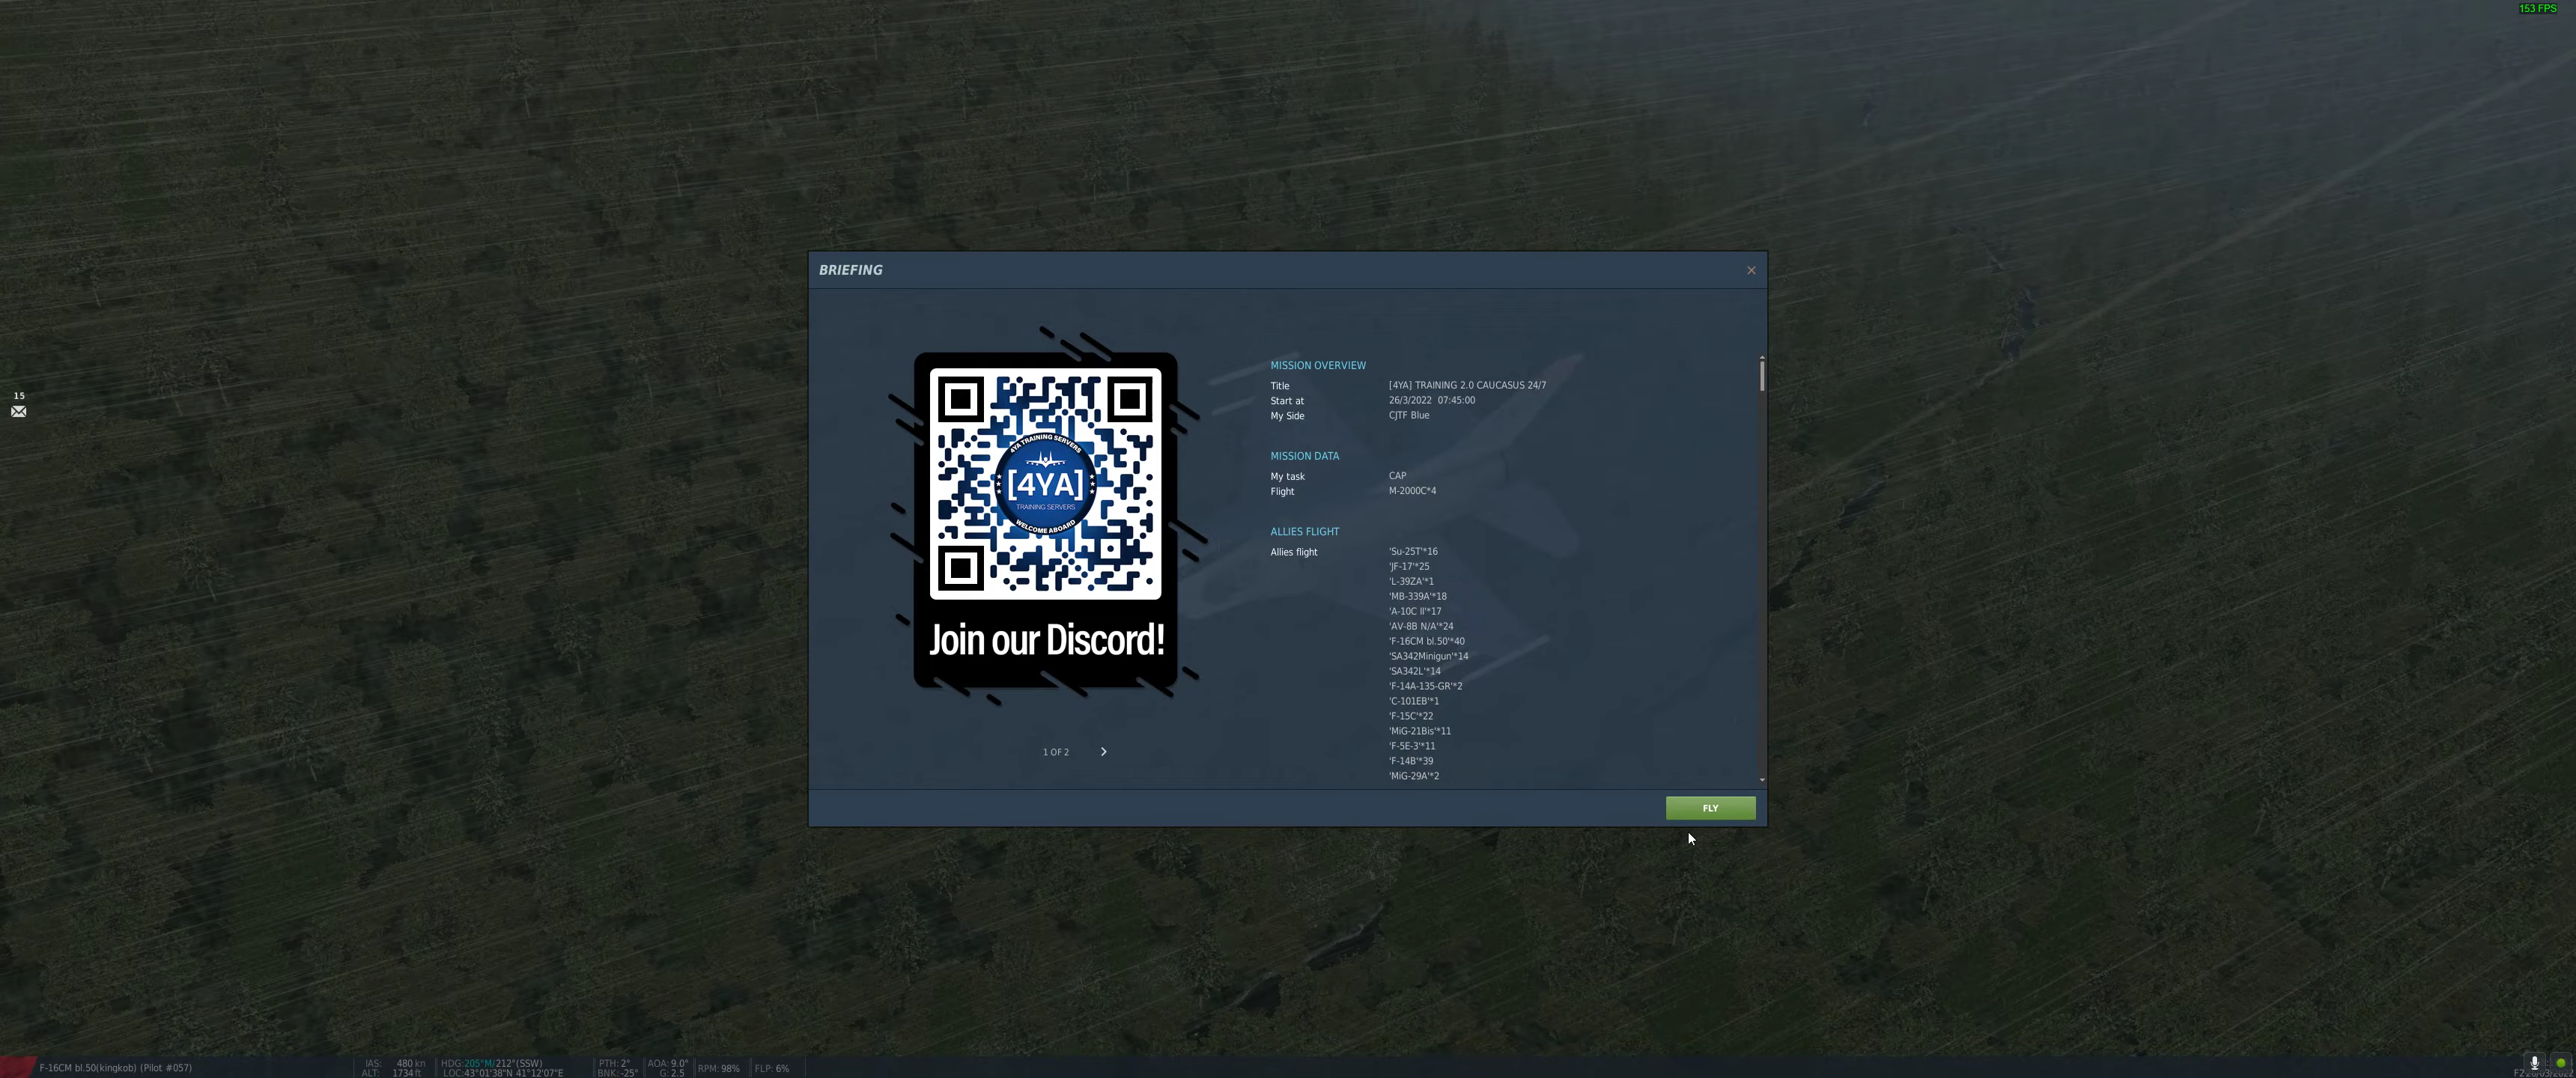 153 FPS
BRIEFING
15
4YA TRAINING SERVERS
[4YA]
TRAINING SERVERS
WELCOME ABOARD
Join our Discord!
1 OF 2
MISSION OVERVIEW
Title [4YA] TRAINING 2.0 CAUCASUS 24/7
Start at 26/3/2022 07:45:00
My Side CJTF Blue
MISSION DATA
My task CAP
Flight M-2000C*4
ALLIES FLIGHT
Allies flight 'Su-25T'*16
'JF-17'*25
'L-39ZA'*1
'MB-339A'*18
'A-10C II'*17
'AV-8B N/A'*24
'F-16CM bl.50'*40
'SA342Minigun'*14
'SA342L'*14
'F-14A-135-GR'*2
'C-101EB'*1
'F-15C'*22
'MiG-21Bis'*11
'F-5E-3'*11
'F-14B'*39
'MiG-29A'*2
FLY
F-16CM bl.50(kingkob) (Pilot #057)
IAS: 480 kn
ALT: 1734 ft
HDG:205°M/212°(SSW)
LOC:43°01'38"N 41°12'07"E
PTH: 2°
BNK: -25°
AOA: 9.0°
G: 2.5
RPM: 98%
FLP: 6%